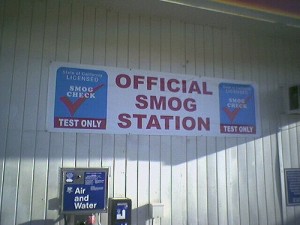 State of California
LICENSED
SMOG
CHECK
TEST ONLY
OFFICIAL
SMOG
STATION
SMOG
CHECK
TEST ONLY
Air and
Water